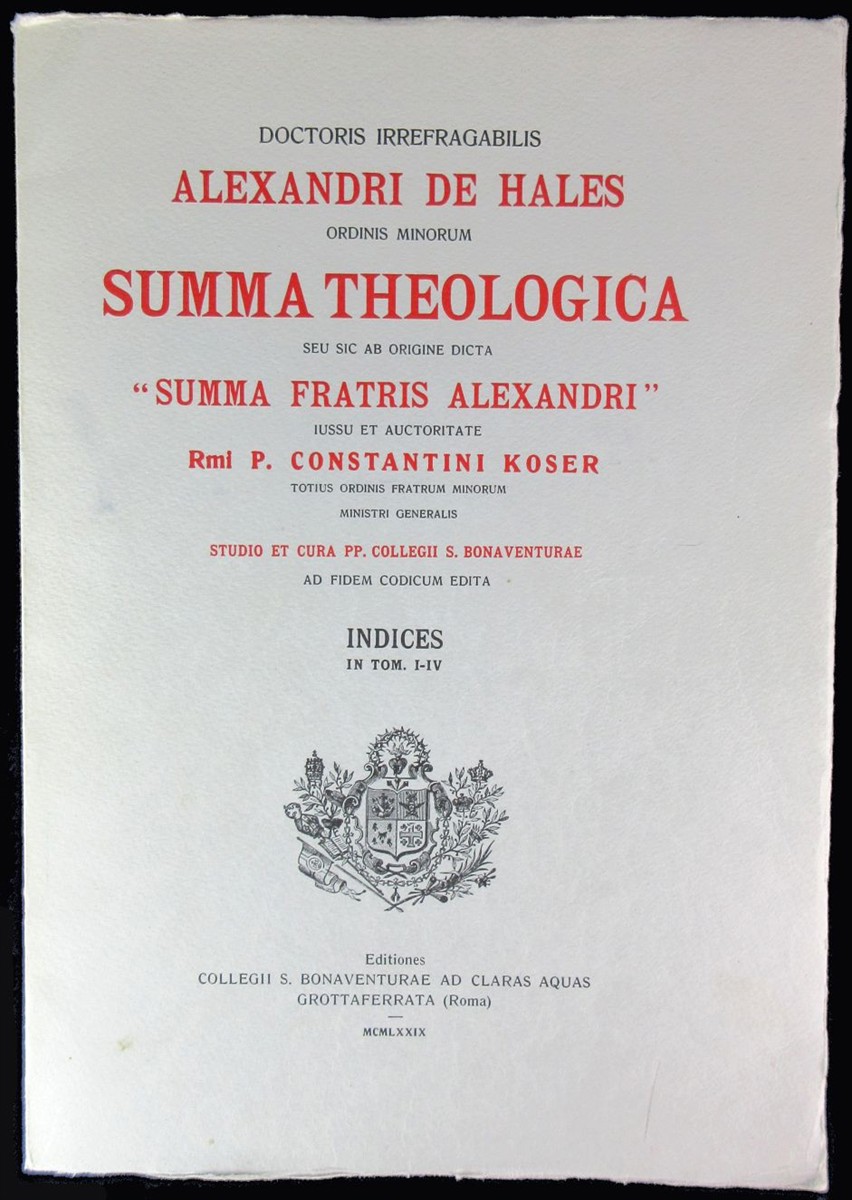 DOCTORIS IRREFRAGABILIS
ALEXANDRI DE HALES
ORDINIS MINORUM
SUMMA THEOLOGICA
SEU SIC AB ORIGINE DICTA
“SUMMA FRATRIS ALEXANDRI”
IUSSU ET AUCTORITATE
Rmi P. CONSTANTINI KOSER
TOTIUS ORDINIS FRATRUM MINORUM
MINISTRI GENERALIS
STUDIO ET CURA PP. COLLEGII S. BONAVENTURAE
AD FIDEM CODICUM EDITA
INDICES
IN TOM. I-IV
Editiones
COLLEGII S. BONAVENTURAE AD CLARAS AQUAS
GROTTAFERRATA (Roma)
MCMLXXIX